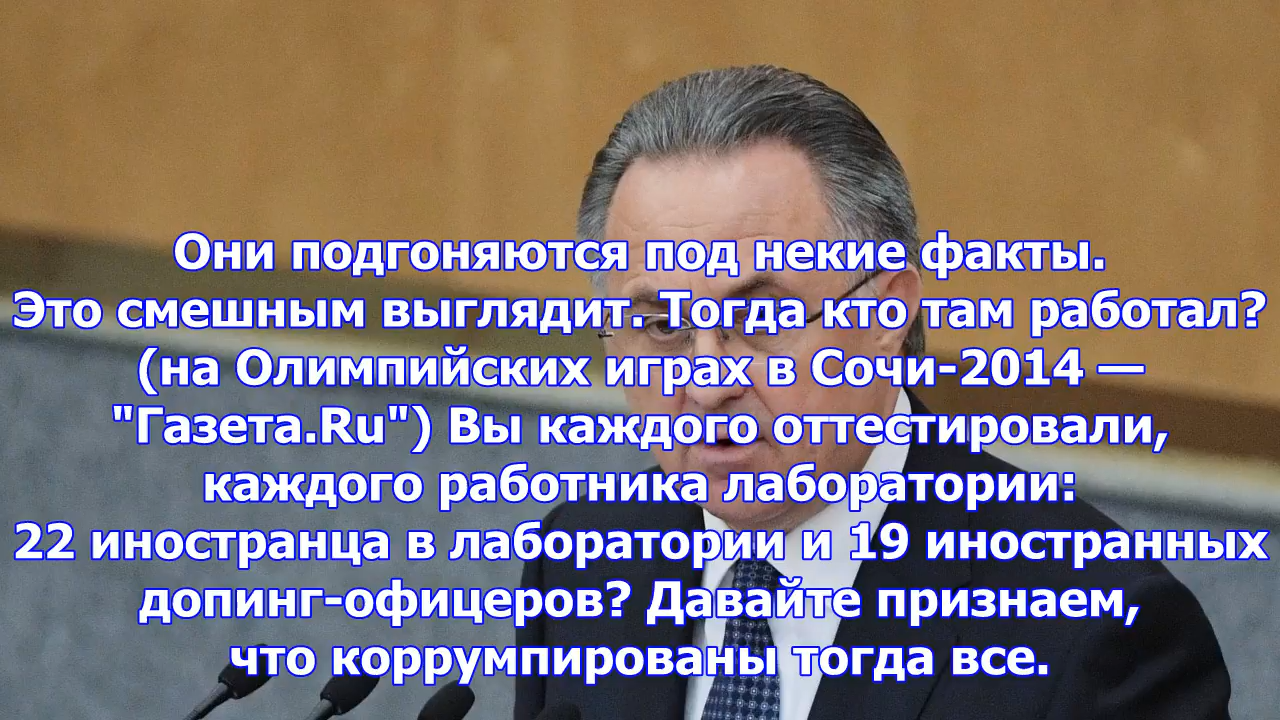 Они подгоняются под некие факты.
Это смешным выглядит. Тогда кто там работал?
(на Олимпийских играх в Сочи-2014 —
"Газета.Ru") Вы каждого оттестировали,
каждого работника лаборатории:
22 иностранца в лаборатории и 19 иностранных
допинг-офицеров? Давайте признаем,
что коррумпированы тогда все.